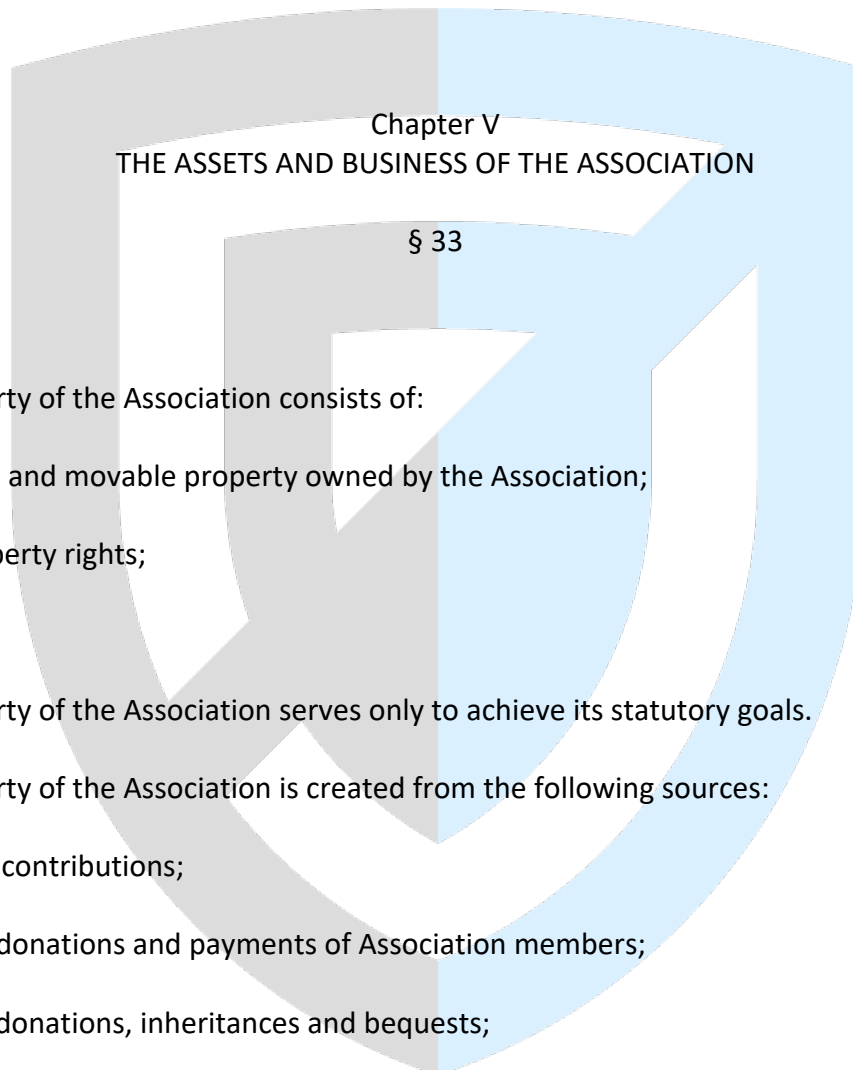 Chapter V
THE ASSETS AND BUSINESS OF THE ASSOCIATION
§ 33
rty of the Association consists of:
and movable property owned by the Association;
perty rights;
rty of the Association serves only to achieve its statutory goals.
rty of the Association is created from the following sources:
contributions;
donations and payments of Association members;
donations, inheritances and bequests;